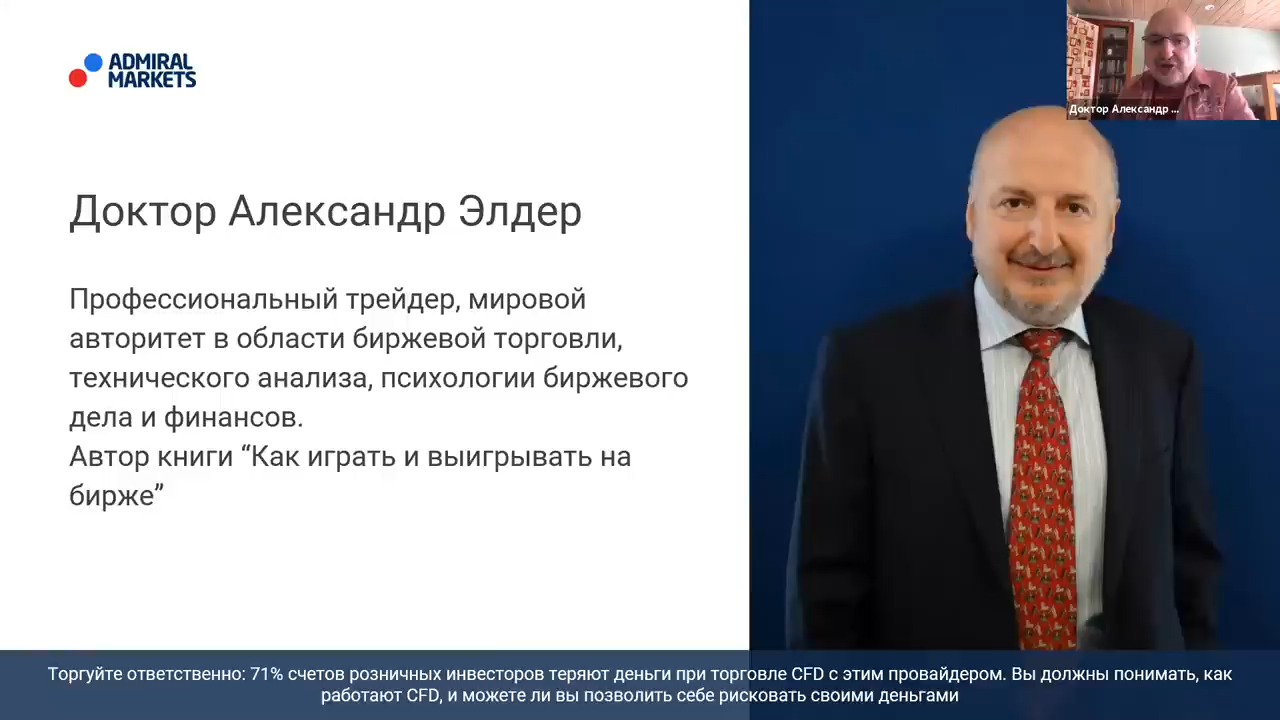 ADMIRAL
MARKETS
Доктор Александр ...
Доктор Александр Элдер
Профессиональный трейдер, мировой
авторитет в области биржевой торговли,
технического анализа, психологии биржевого
дела и финансов.
Автор книги “Как играть и выигрывать на
бирже”
Торгуйте ответственно: 71% счетов розничных инвесторов теряют деньги при торговле CFD с этим провайдером. Вы должны понимать, как
работают CFD, и можете ли вы позволить себе рисковать своими деньгами